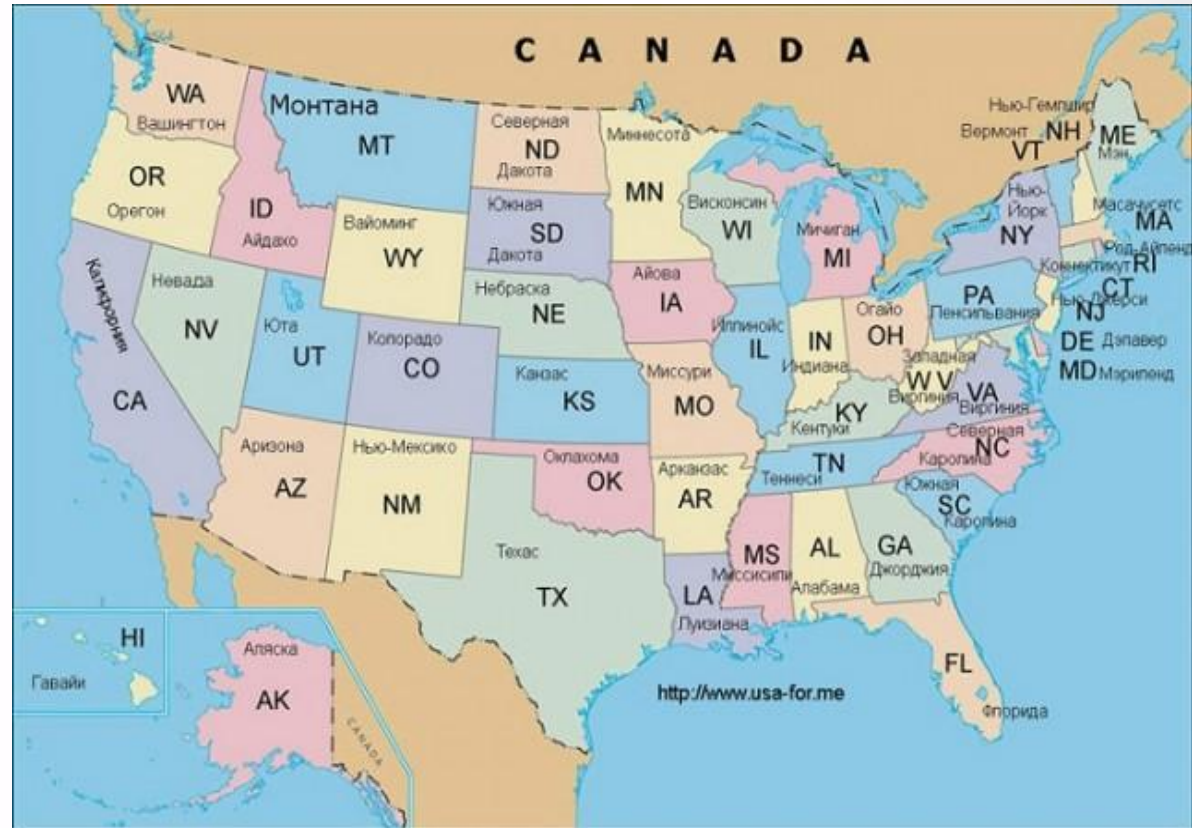 CANADA
WA
Вашингтон
Монтана
MT
Северная
ND
Дакота
Миннесота
MN
Нью-Гемпшир
NH
Вермонт
VT
ME
Мэн
OR
Орегон
ID
Айдахо
Вайоминг
WY
Южная
SD
Дакота
Висконсин
WI
Мичиган
MI
Нью-
Йорк
NY
Масачусетс
MA
Род-Айленд
RI
Коннектикут
CT
Калифорния
CA
Невада
NV
Юта
UT
Колорадо
CO
Небраска
NE
Айова
IA
Иллинойс
IL
IN
Индиана
Огайо
OH
PA
Пенсильвания
Нью-Джерси
NJ
DE Дэлавер
MD Мэриленд
Канзас
KS
Миссури
MO
KY
Кентуки
Западная
WV
Виргиния
VA
Виргиния
Аризона
AZ
Нью-Мексико
NM
Оклахома
OK
Арканзас
AR
TN
Теннеси
Северная
NC
Каролина
Южная
SC
Каролина
Техас
TX
LA
Луизиана
MS
Миссисипи
AL
Алабама
GA
Джорджия
FL
Флорида
HI
Гавайи
Аляска
AK
CANADA
http://www.usa-for.me